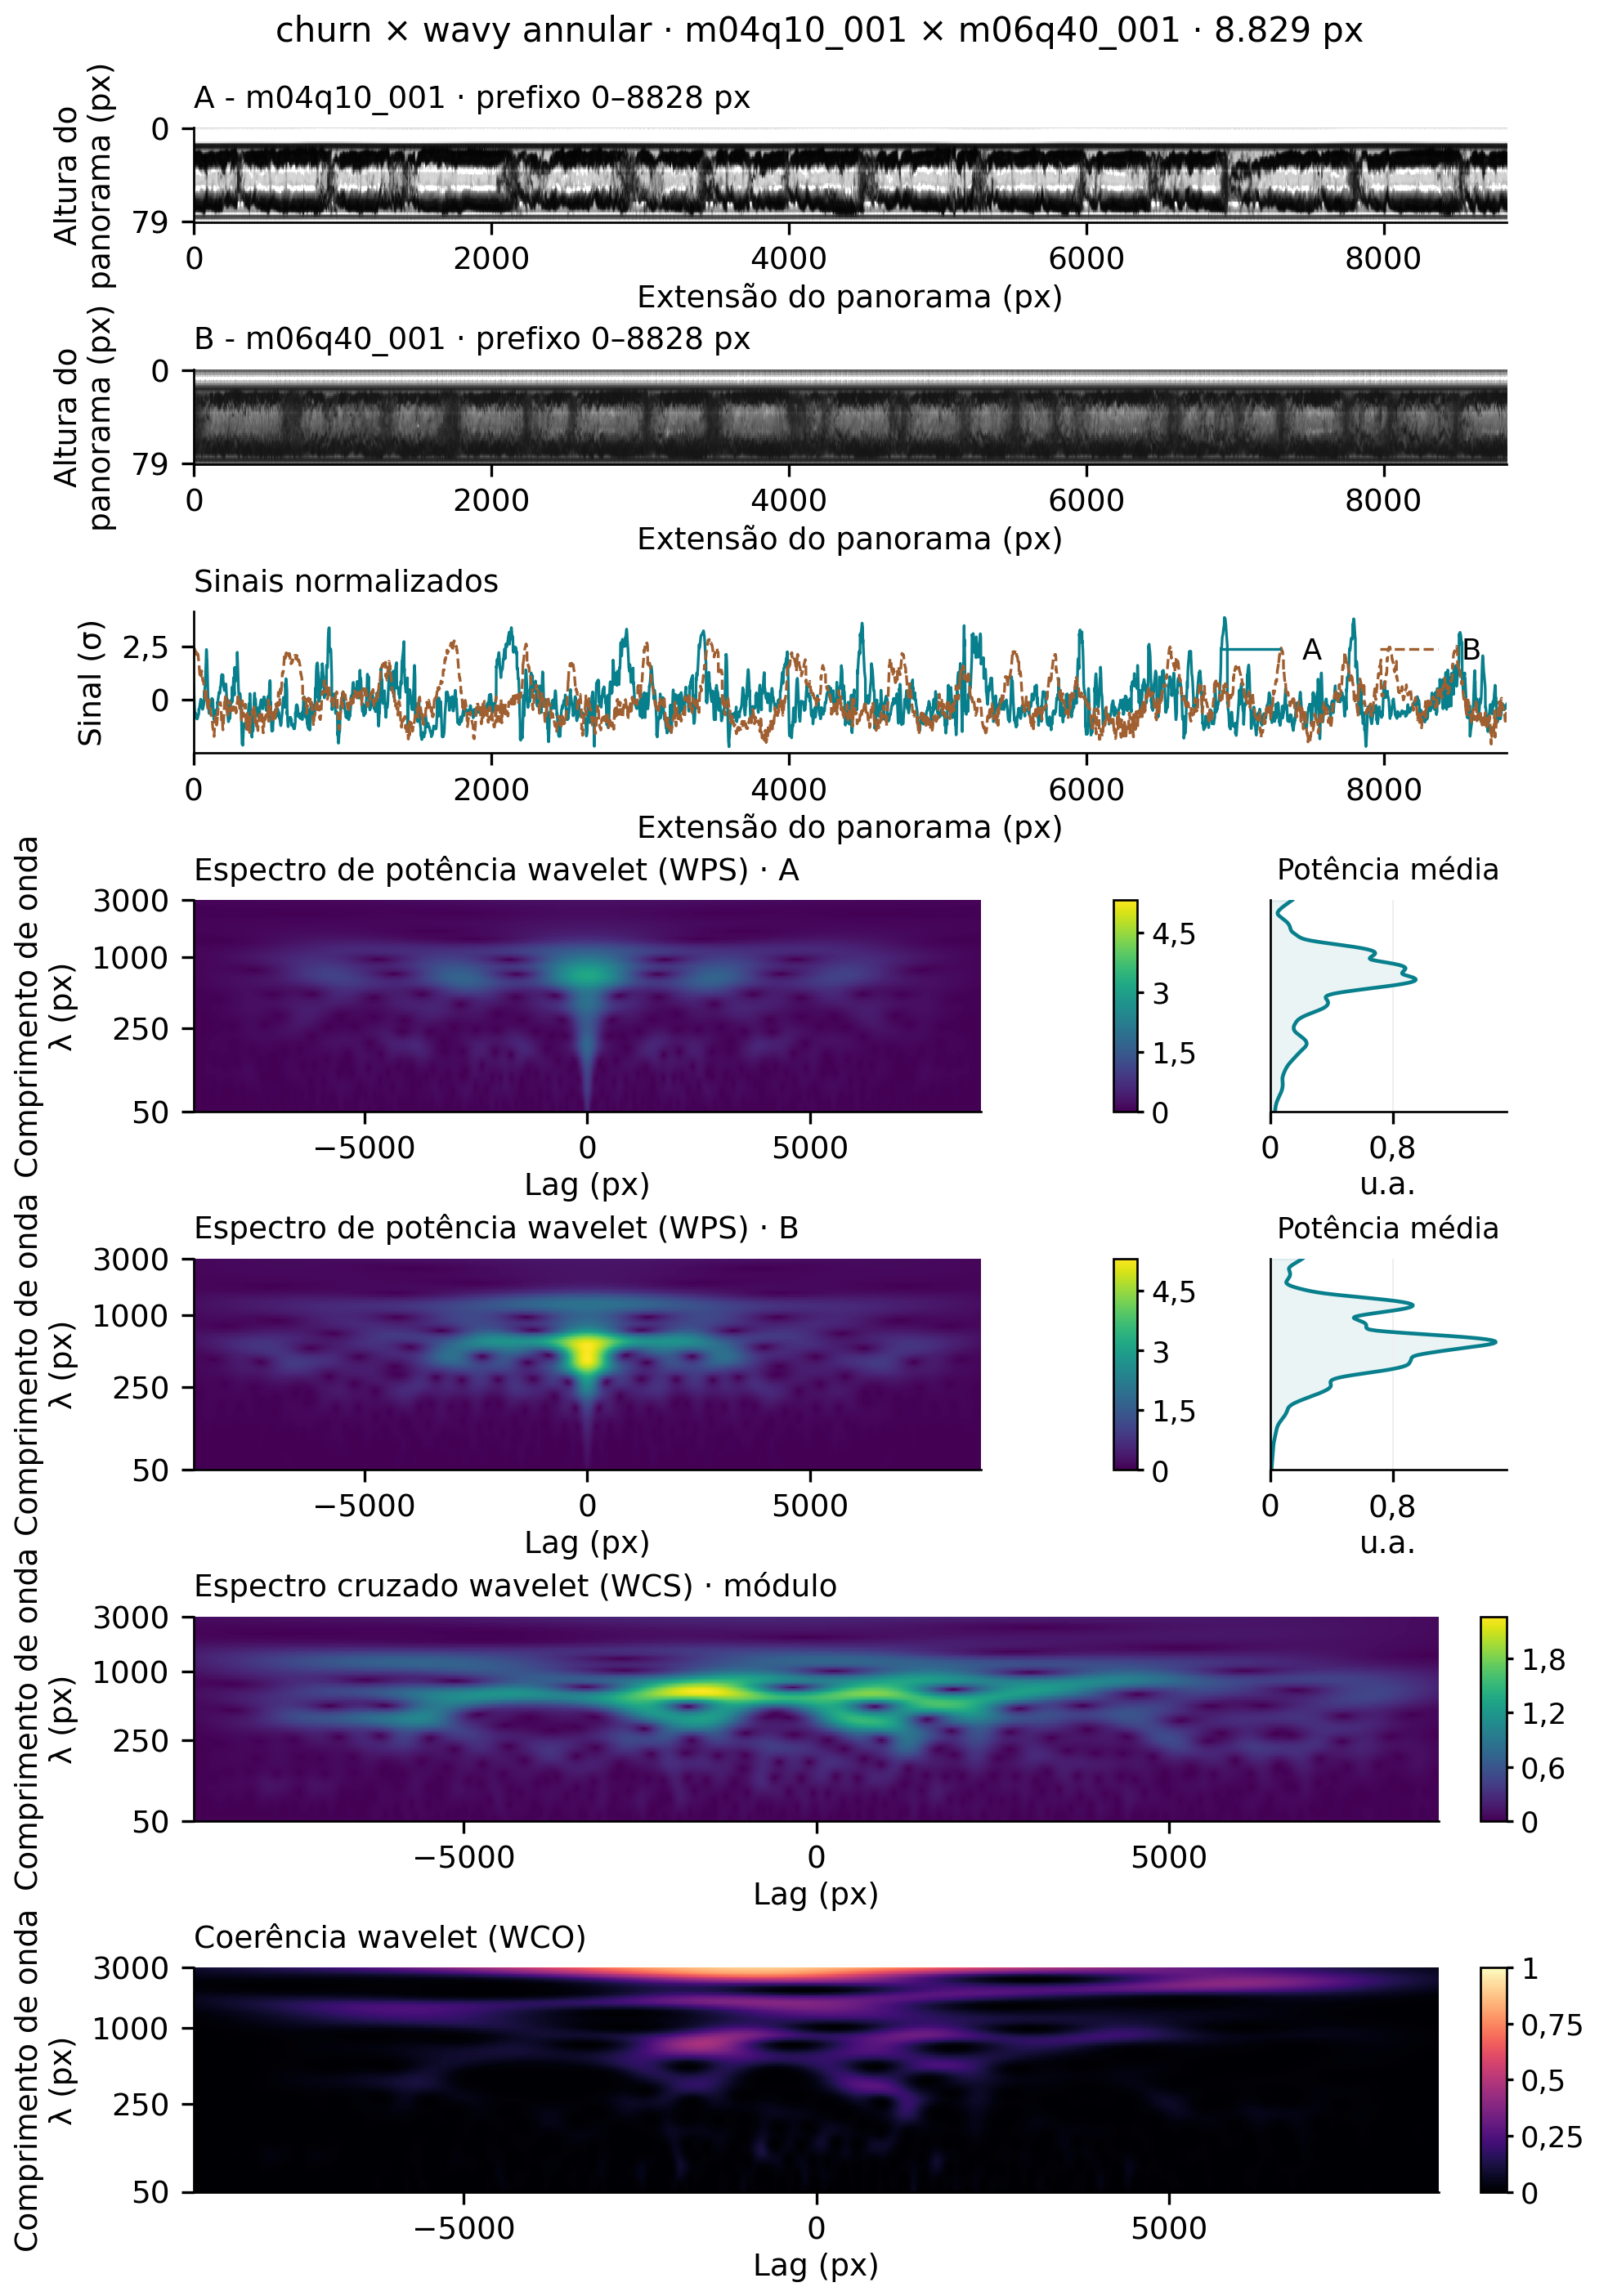 churn × wavy annular · m04q10_001 × m06q40_001 · 8.829 px
A - m04q10_001 · prefixo 0–8828 px
Altura do
panorama (px)
0
79
0 2000 4000 6000 8000
Extensão do panorama (px)
B - m06q40_001 · prefixo 0–8828 px
Altura do
panorama (px)
0
79
0 2000 4000 6000 8000
Extensão do panorama (px)
Sinais normalizados
Sinal (σ)
2,5
0
A B
0 2000 4000 6000 8000
Extensão do panorama (px)
Espectro de potência wavelet (WPS) · A
Comprimento de onda
λ (px)
3000
1000
250
50
−5000 0 5000
Lag (px)
4,5
3
1,5
0
Potência média
0 0,8
u.a.
Espectro de potência wavelet (WPS) · B
Comprimento de onda
λ (px)
3000
1000
250
50
−5000 0 5000
Lag (px)
4,5
3
1,5
0
Potência média
0 0,8
u.a.
Espectro cruzado wavelet (WCS) · módulo
Comprimento de onda
λ (px)
3000
1000
250
50
−5000 0 5000
Lag (px)
1,8
1,2
0,6
0
Coerência wavelet (WCO)
Comprimento de onda
λ (px)
3000
1000
250
50
−5000 0 5000
Lag (px)
1
0,75
0,5
0,25
0